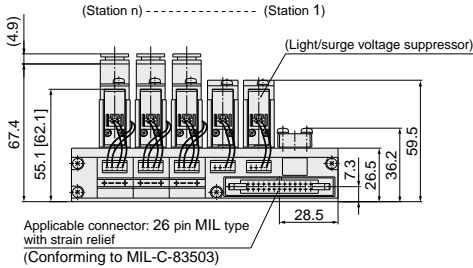 (Station n) ---------------- (Station 1)
(4.9)
(Light/surge voltage suppressor)
67.4
55.1 [62.1]
7.3
26.5
36.2
59.5
28.5
Applicable connector: 26 pin MIL type
with strain relief
(Conforming to MIL-C-83503)